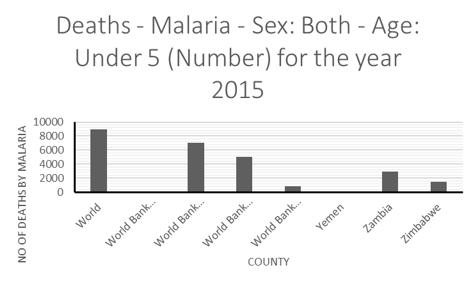 Deaths - Malaria - Sex: Both - Age:
Under 5 (Number) for the year
2015
NO OF DEATHS BY MALARIA
10000
8000
6000
4000
2000
0
World
World Bank...
World Bank...
World Bank...
World Bank...
Yemen
Zambia
Zimbabwe
COUNTY